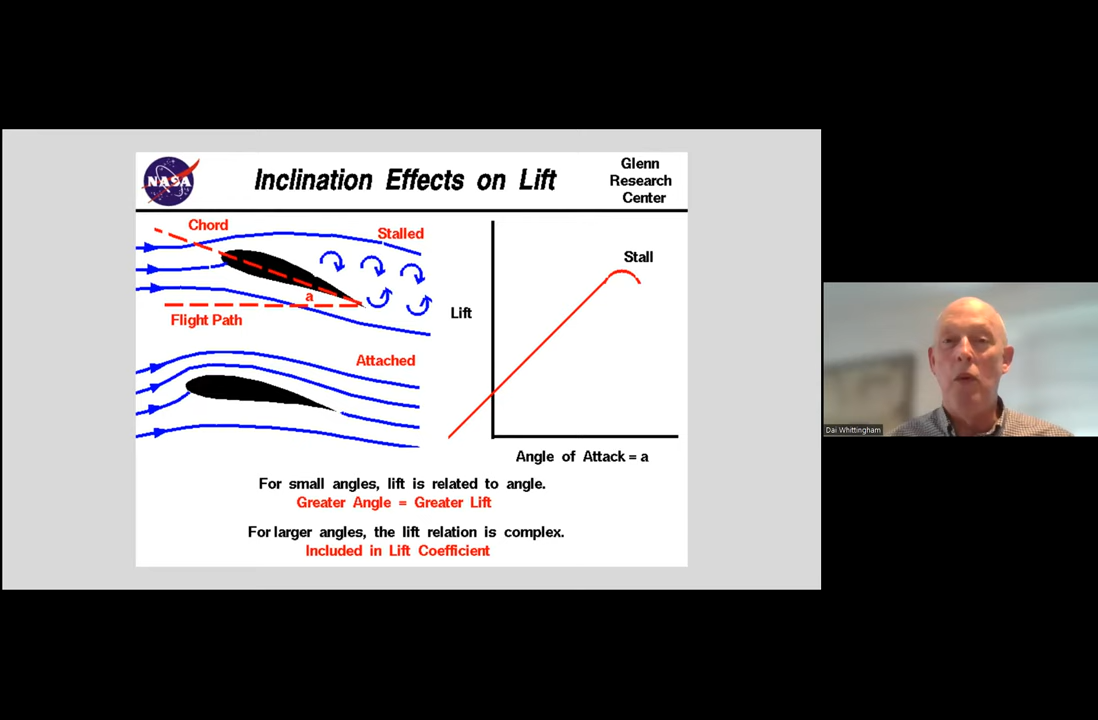 NASA
Inclination Effects on Lift
Glenn
Research
Center
Chord
Stalled
a
Flight Path
Attached
Stall
Lift
Angle of Attack = a
For small angles, lift is related to angle.
Greater Angle = Greater Lift
For larger angles, the lift relation is complex.
Included in Lift Coefficient
Dai Whittingham